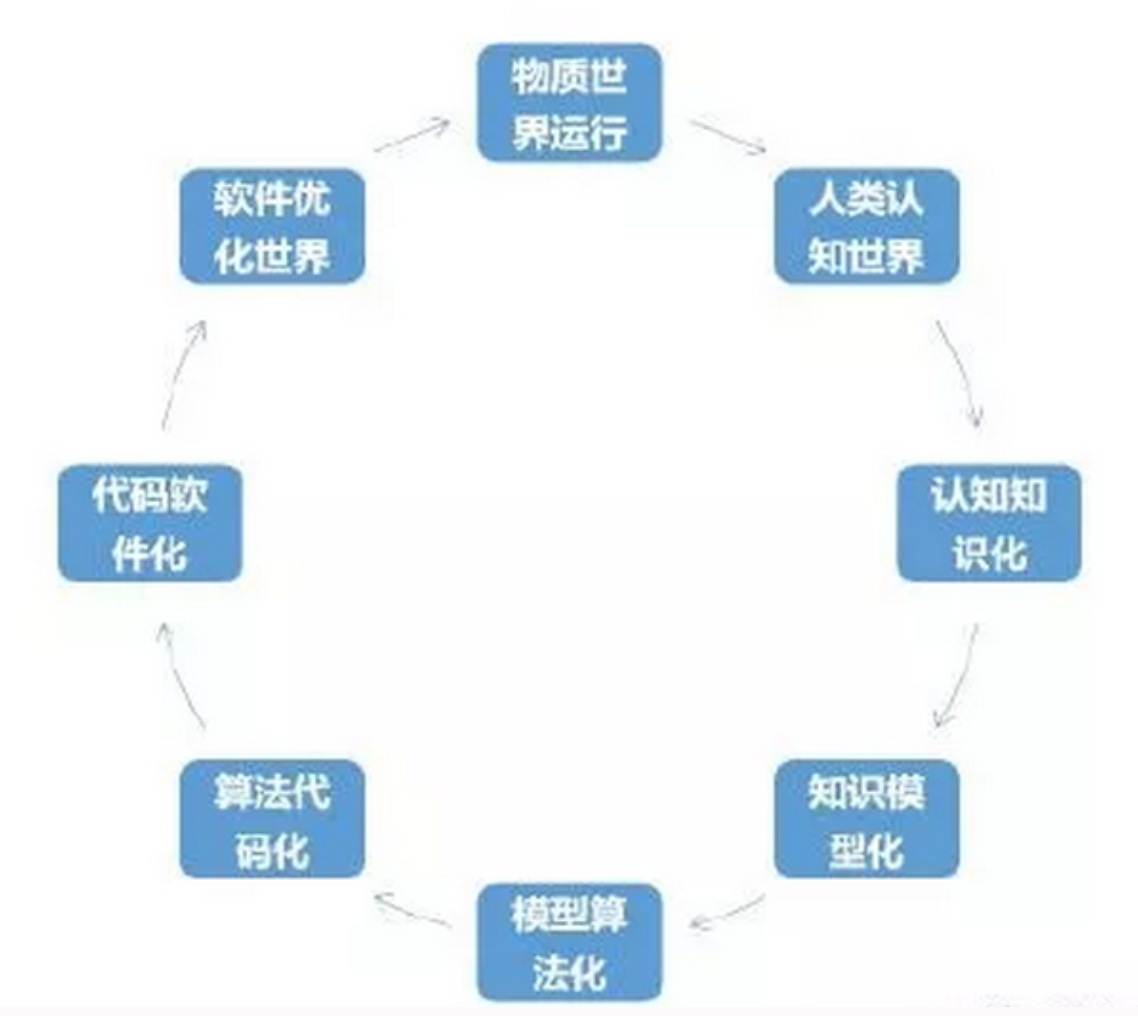 物质世
界运行
人类认
知世界
认知知
识化
知识模
型化
模型算
法化
算法代
码化
代码软
件化
软件优
化世界